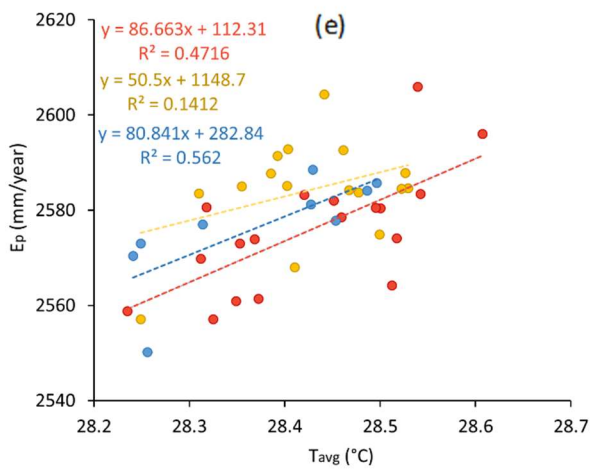 (e)
y = 86.663x + 112.31
R² = 0.4716
y = 50.5x + 1148.7
R² = 0.1412
y = 80.841x + 282.84
R² = 0.562
2620
2600
2580
2560
2540
Ep (mm/year)
28.2 28.3 28.4 28.5 28.6 28.7
Tavg (°C)